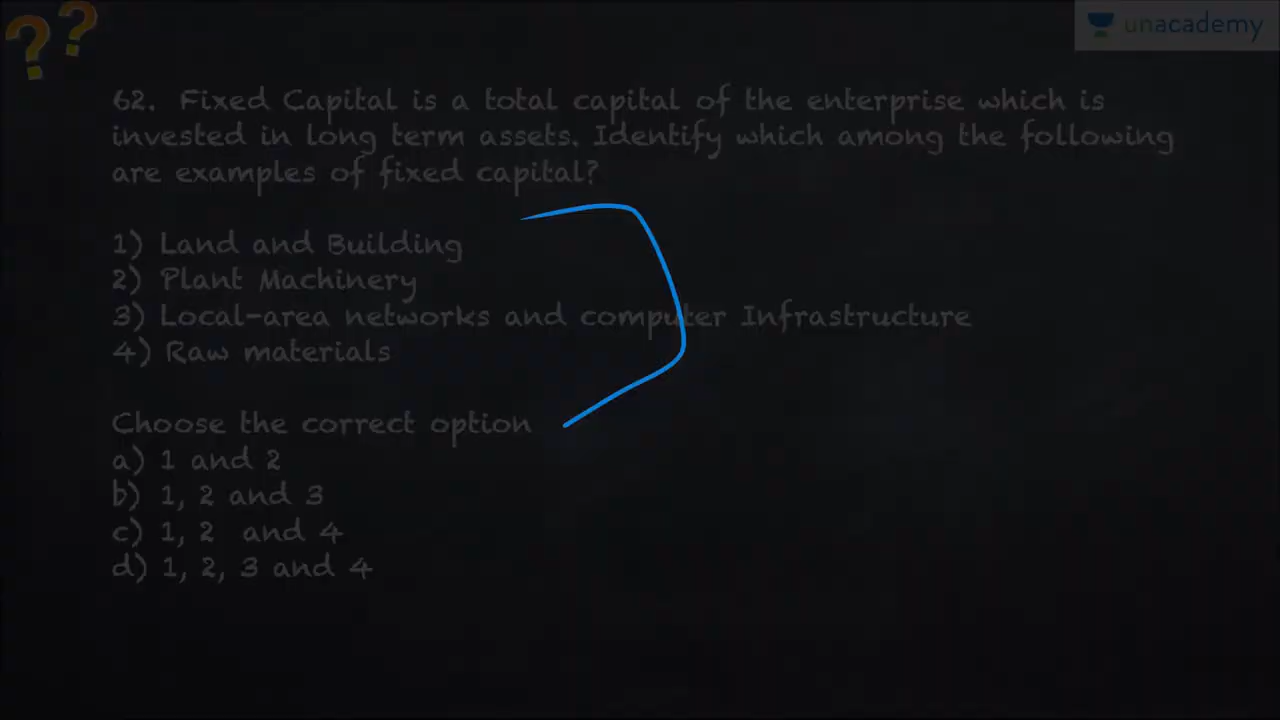 ??
unacademy
62. Fixed Capital is a total capital of the enterprise which is
invested in long term assets. Identify which among the following
are examples of fixed capital?
1) Land and Building
2) Plant Machinery
3) Local-area networks and computer Infrastructure
4) Raw materials
Choose the correct option
a) 1 and 2
b) 1, 2 and 3
c) 1, 2 and 4
d) 1, 2, 3 and 4